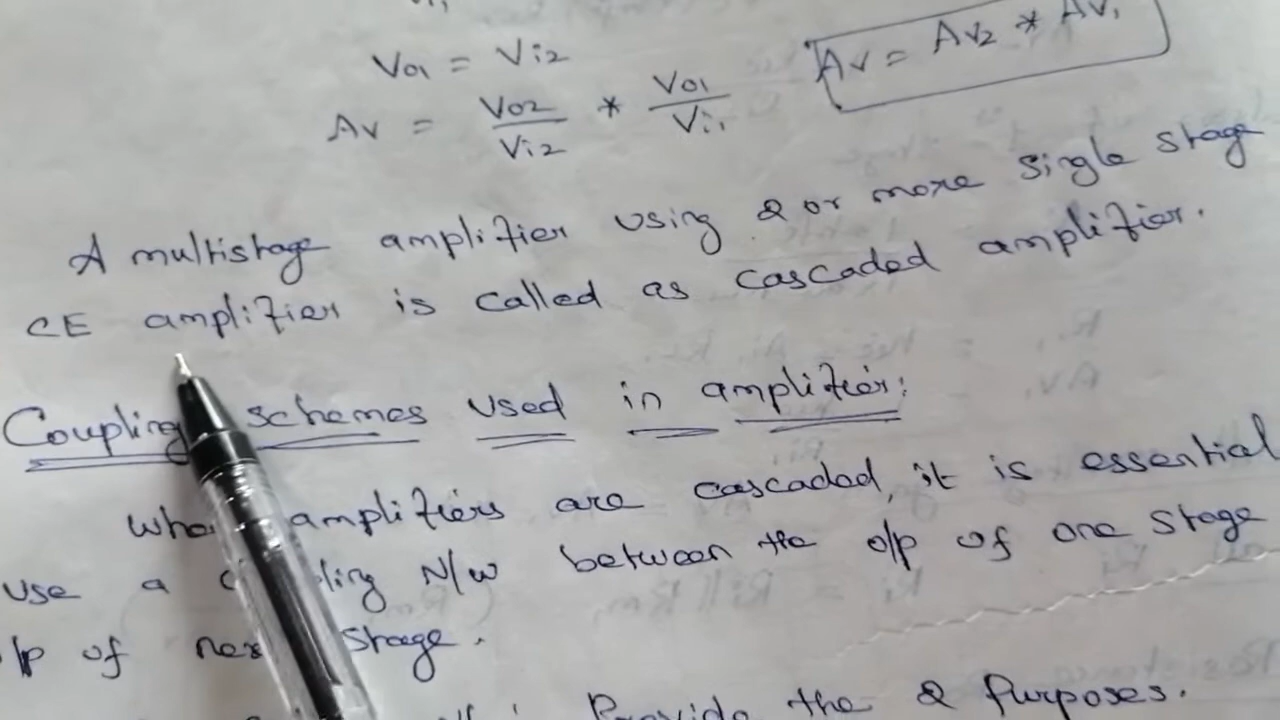 Vo1 = Vi2
Av = Vo2/Vi2 * Vo1/Vi1
Av = Av2 * Av1
A multistage amplifier using 2 or more single stage
CE amplifier is called as cascaded amplifier.
Coupling schemes used in amplifier:
amplifiers are cascaded, it is essential
use a N/w between the o/p of one stage
of stage.
Provide the 2 purposes.